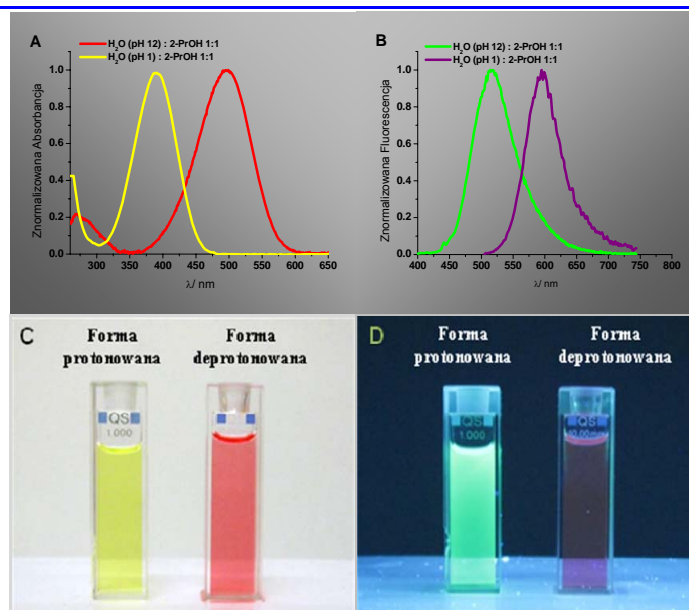 A
H₂O (pH 12) : 2-PrOH 1:1
H₂O (pH 1) : 2-PrOH 1:1
Znormalizowana Absorbancja
1.0
0.8
0.6
0.4
0.2
0.0
300 350 400 450 500 550 600 650
λ/ nm
B
H₂O (pH 12) : 2-PrOH 1:1
H₂O (pH 1) : 2-PrOH 1:1
Znormalizowana Fluorescencja
1.0
0.8
0.6
0.4
0.2
0.0
400 450 500 550 600 650 700 750 800
λ/ nm
C
Forma
protonowana
Forma
deprotonowana
QS
1.000
D
Forma
protonowana
Forma
deprotonowana
QS
1.000
QS
10.00mm